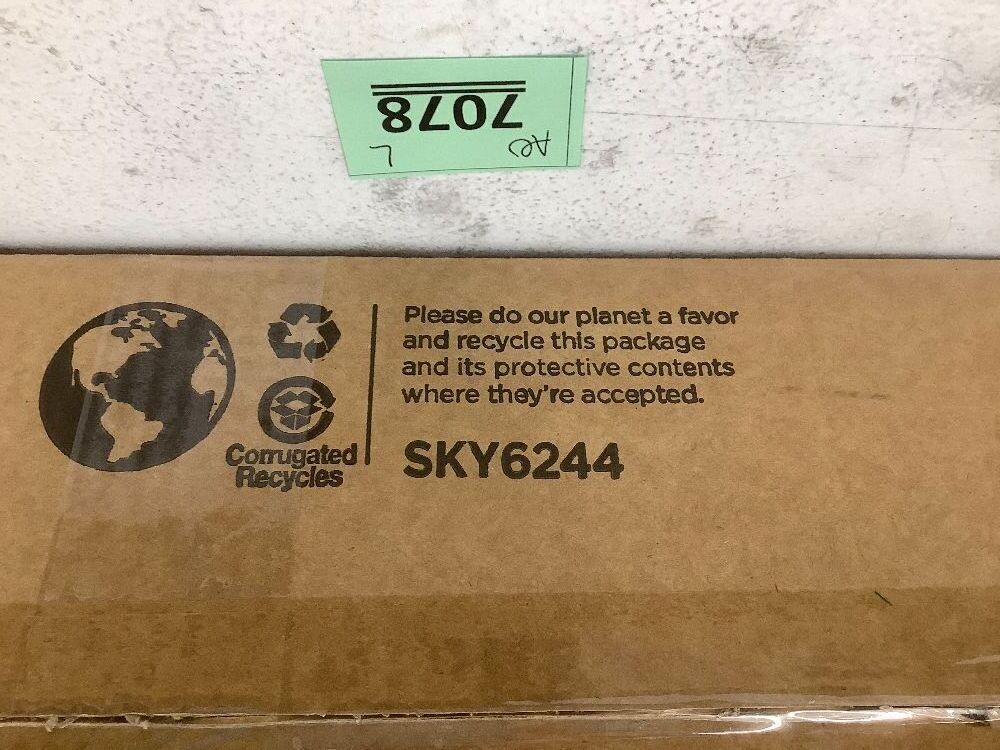 7078
L
Please do our planet a favor
and recycle this package
and its protective contents
where they're accepted.
Corrugated
Recycles
SKY6244